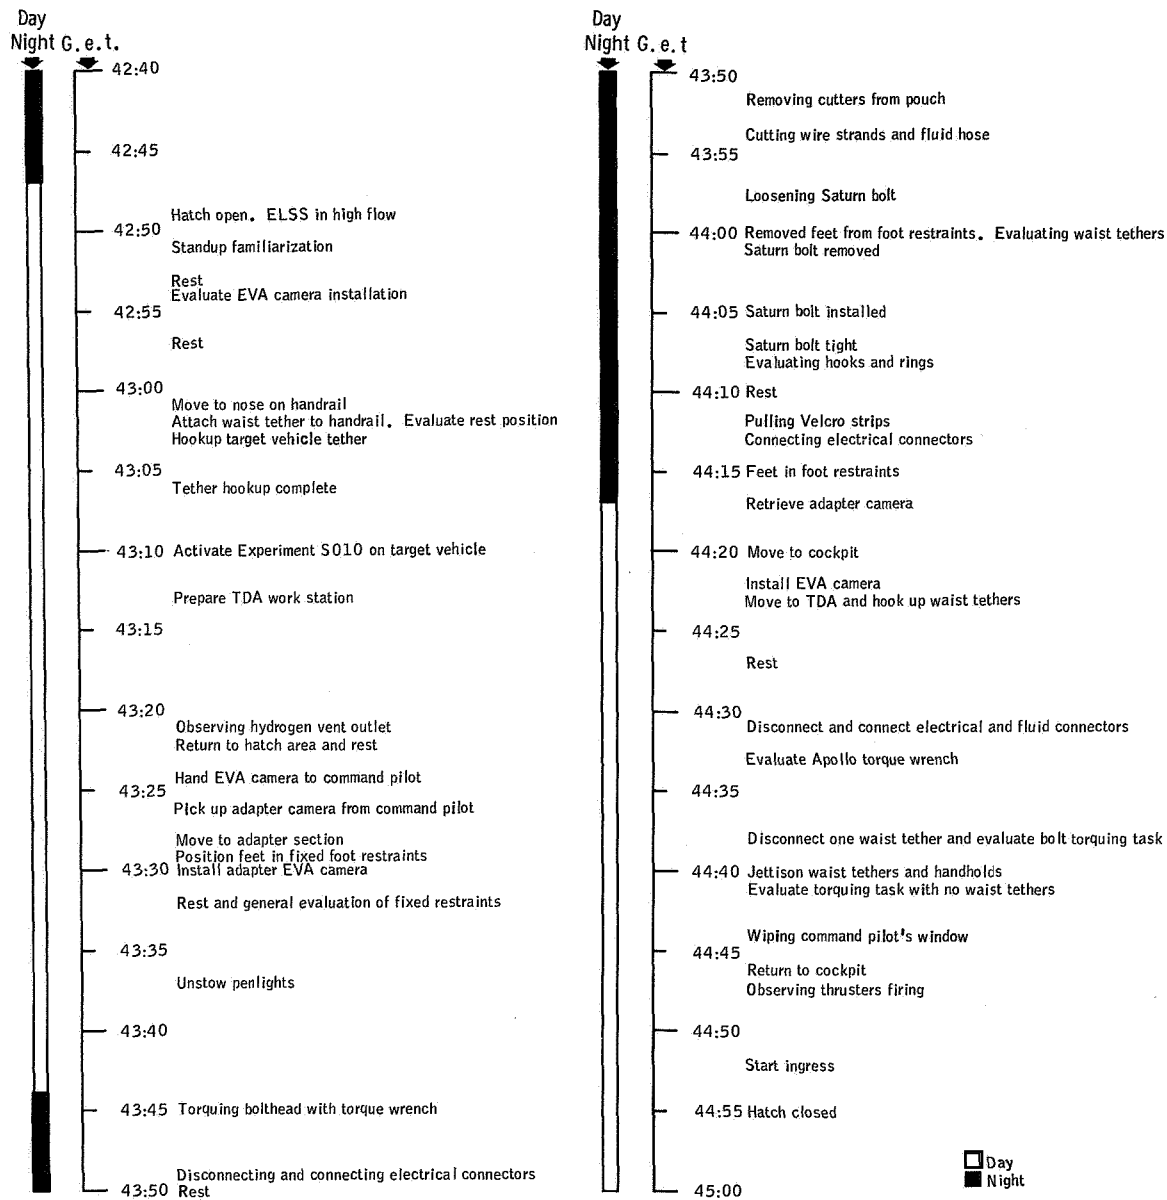 Day
Night G.e.t.
42:40
42:45
Hatch open. ELSS in high flow
42:50
Standup familiarization
Rest
Evaluate EVA camera installation
42:55
Rest
43:00
Move to nose on handrail
Attach waist tether to handrail. Evaluate rest position
Hookup target vehicle tether
43:05
Tether hookup complete
43:10 Activate Experiment S010 on target vehicle
Prepare TDA work station
43:15
43:20
Observing hydrogen vent outlet
Return to hatch area and rest
Hand EVA camera to command pilot
43:25
Pick up adapter camera from command pilot
Move to adapter section
Position feet in fixed foot restraints
43:30 Install adapter EVA camera
Rest and general evaluation of fixed restraints
43:35
Unstow penlights
43:40
43:45 Torquing bolthead with torque wrench
Disconnecting and connecting electrical connectors
43:50 Rest
Day
Night G.e.t
43:50
Removing cutters from pouch
Cutting wire strands and fluid hose
43:55
Loosening Saturn bolt
44:00 Removed feet from foot restraints. Evaluating waist tethers
Saturn bolt removed
44:05 Saturn bolt installed
Saturn bolt tight
Evaluating hooks and rings
44:10 Rest
Pulling Velcro strips
Connecting electrical connectors
44:15 Feet in foot restraints
Retrieve adapter camera
44:20 Move to cockpit
Install EVA camera
Move to TDA and hook up waist tethers
44:25
Rest
44:30
Disconnect and connect electrical and fluid connectors
Evaluate Apollo torque wrench
44:35
Disconnect one waist tether and evaluate bolt torquing task
44:40 Jettison waist tethers and handholds
Evaluate torquing task with no waist tethers
Wiping command pilot's window
44:45
Return to cockpit
Observing thrusters firing
44:50
Start ingress
44:55 Hatch closed
45:00
Day
Night